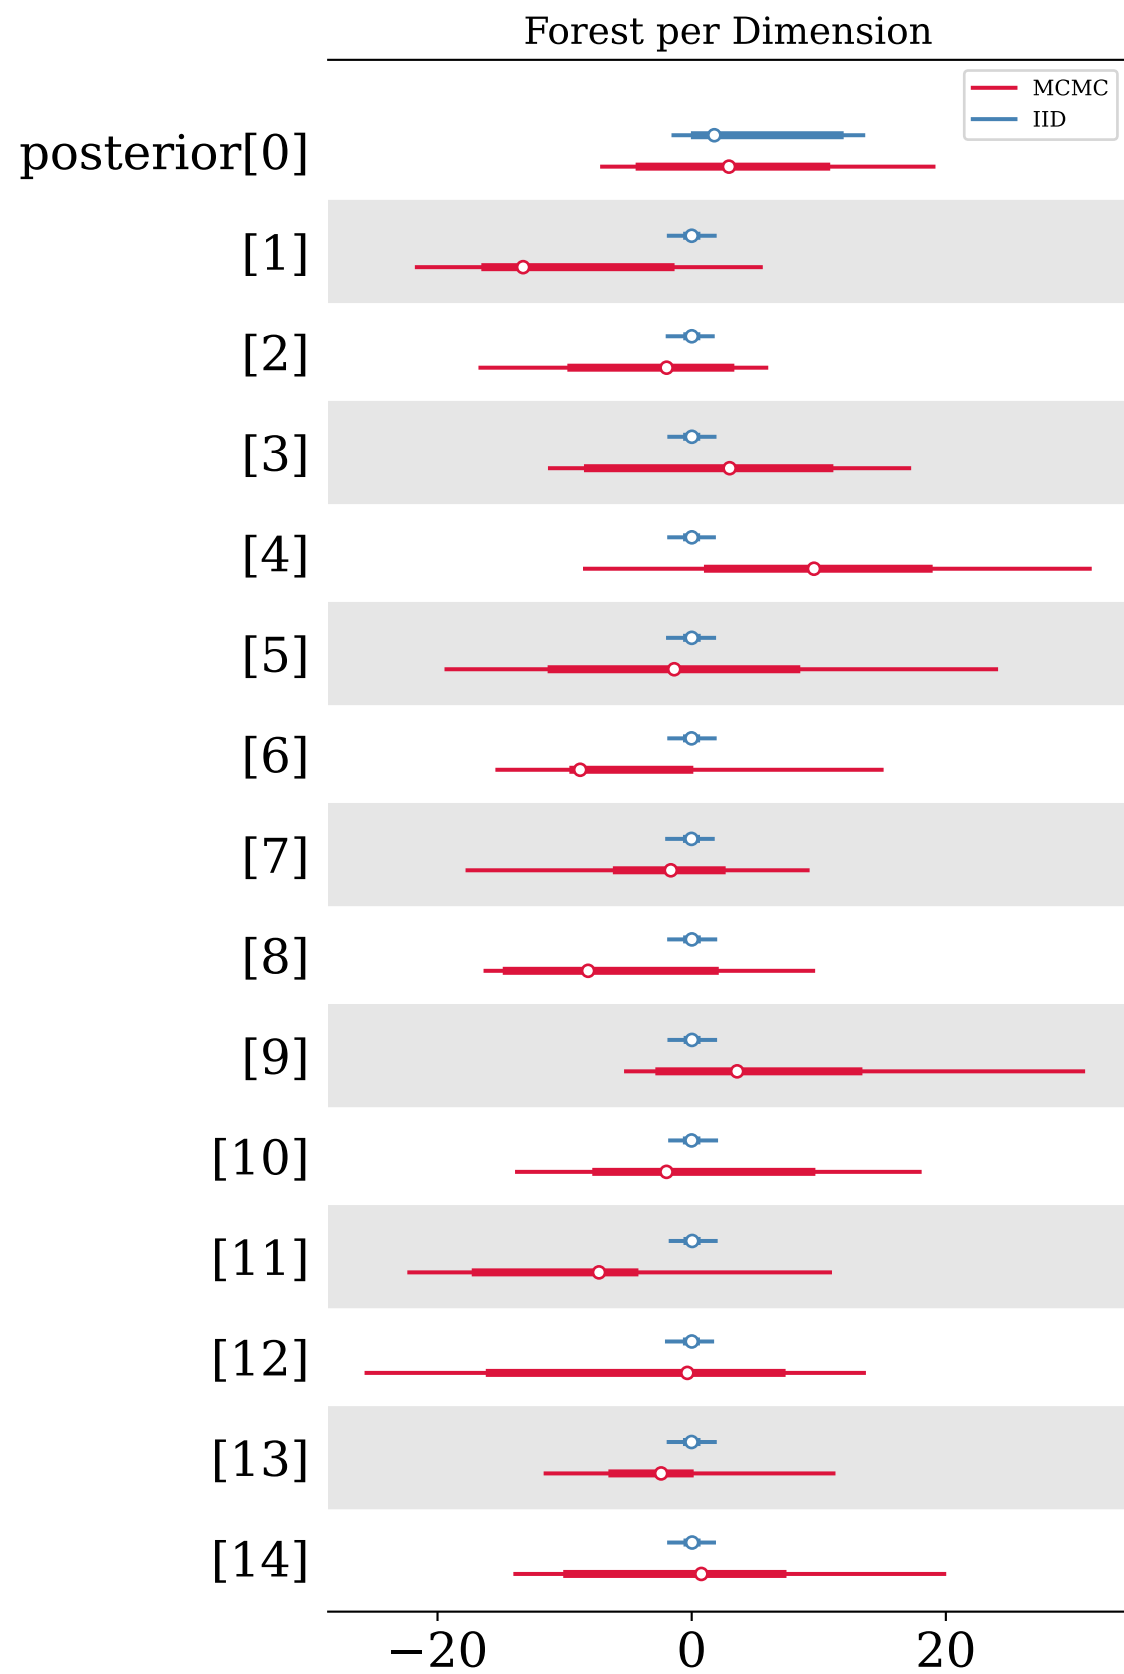 Forest per Dimension
MCMC
IID
posterior[0]
[1]
[2]
[3]
[4]
[5]
[6]
[7]
[8]
[9]
[10]
[11]
[12]
[13]
[14]
−20 0 20